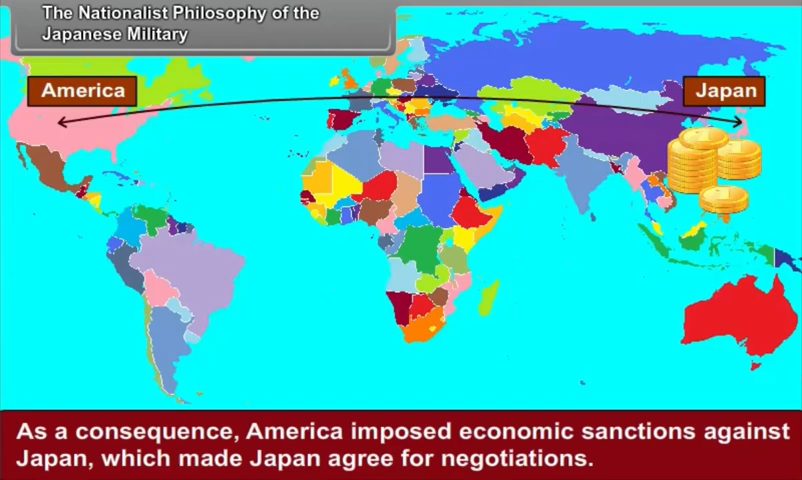 The Nationalist Philosophy of the
Japanese Military
America
Japan
As a consequence, America imposed economic sanctions against
Japan, which made Japan agree for negotiations.